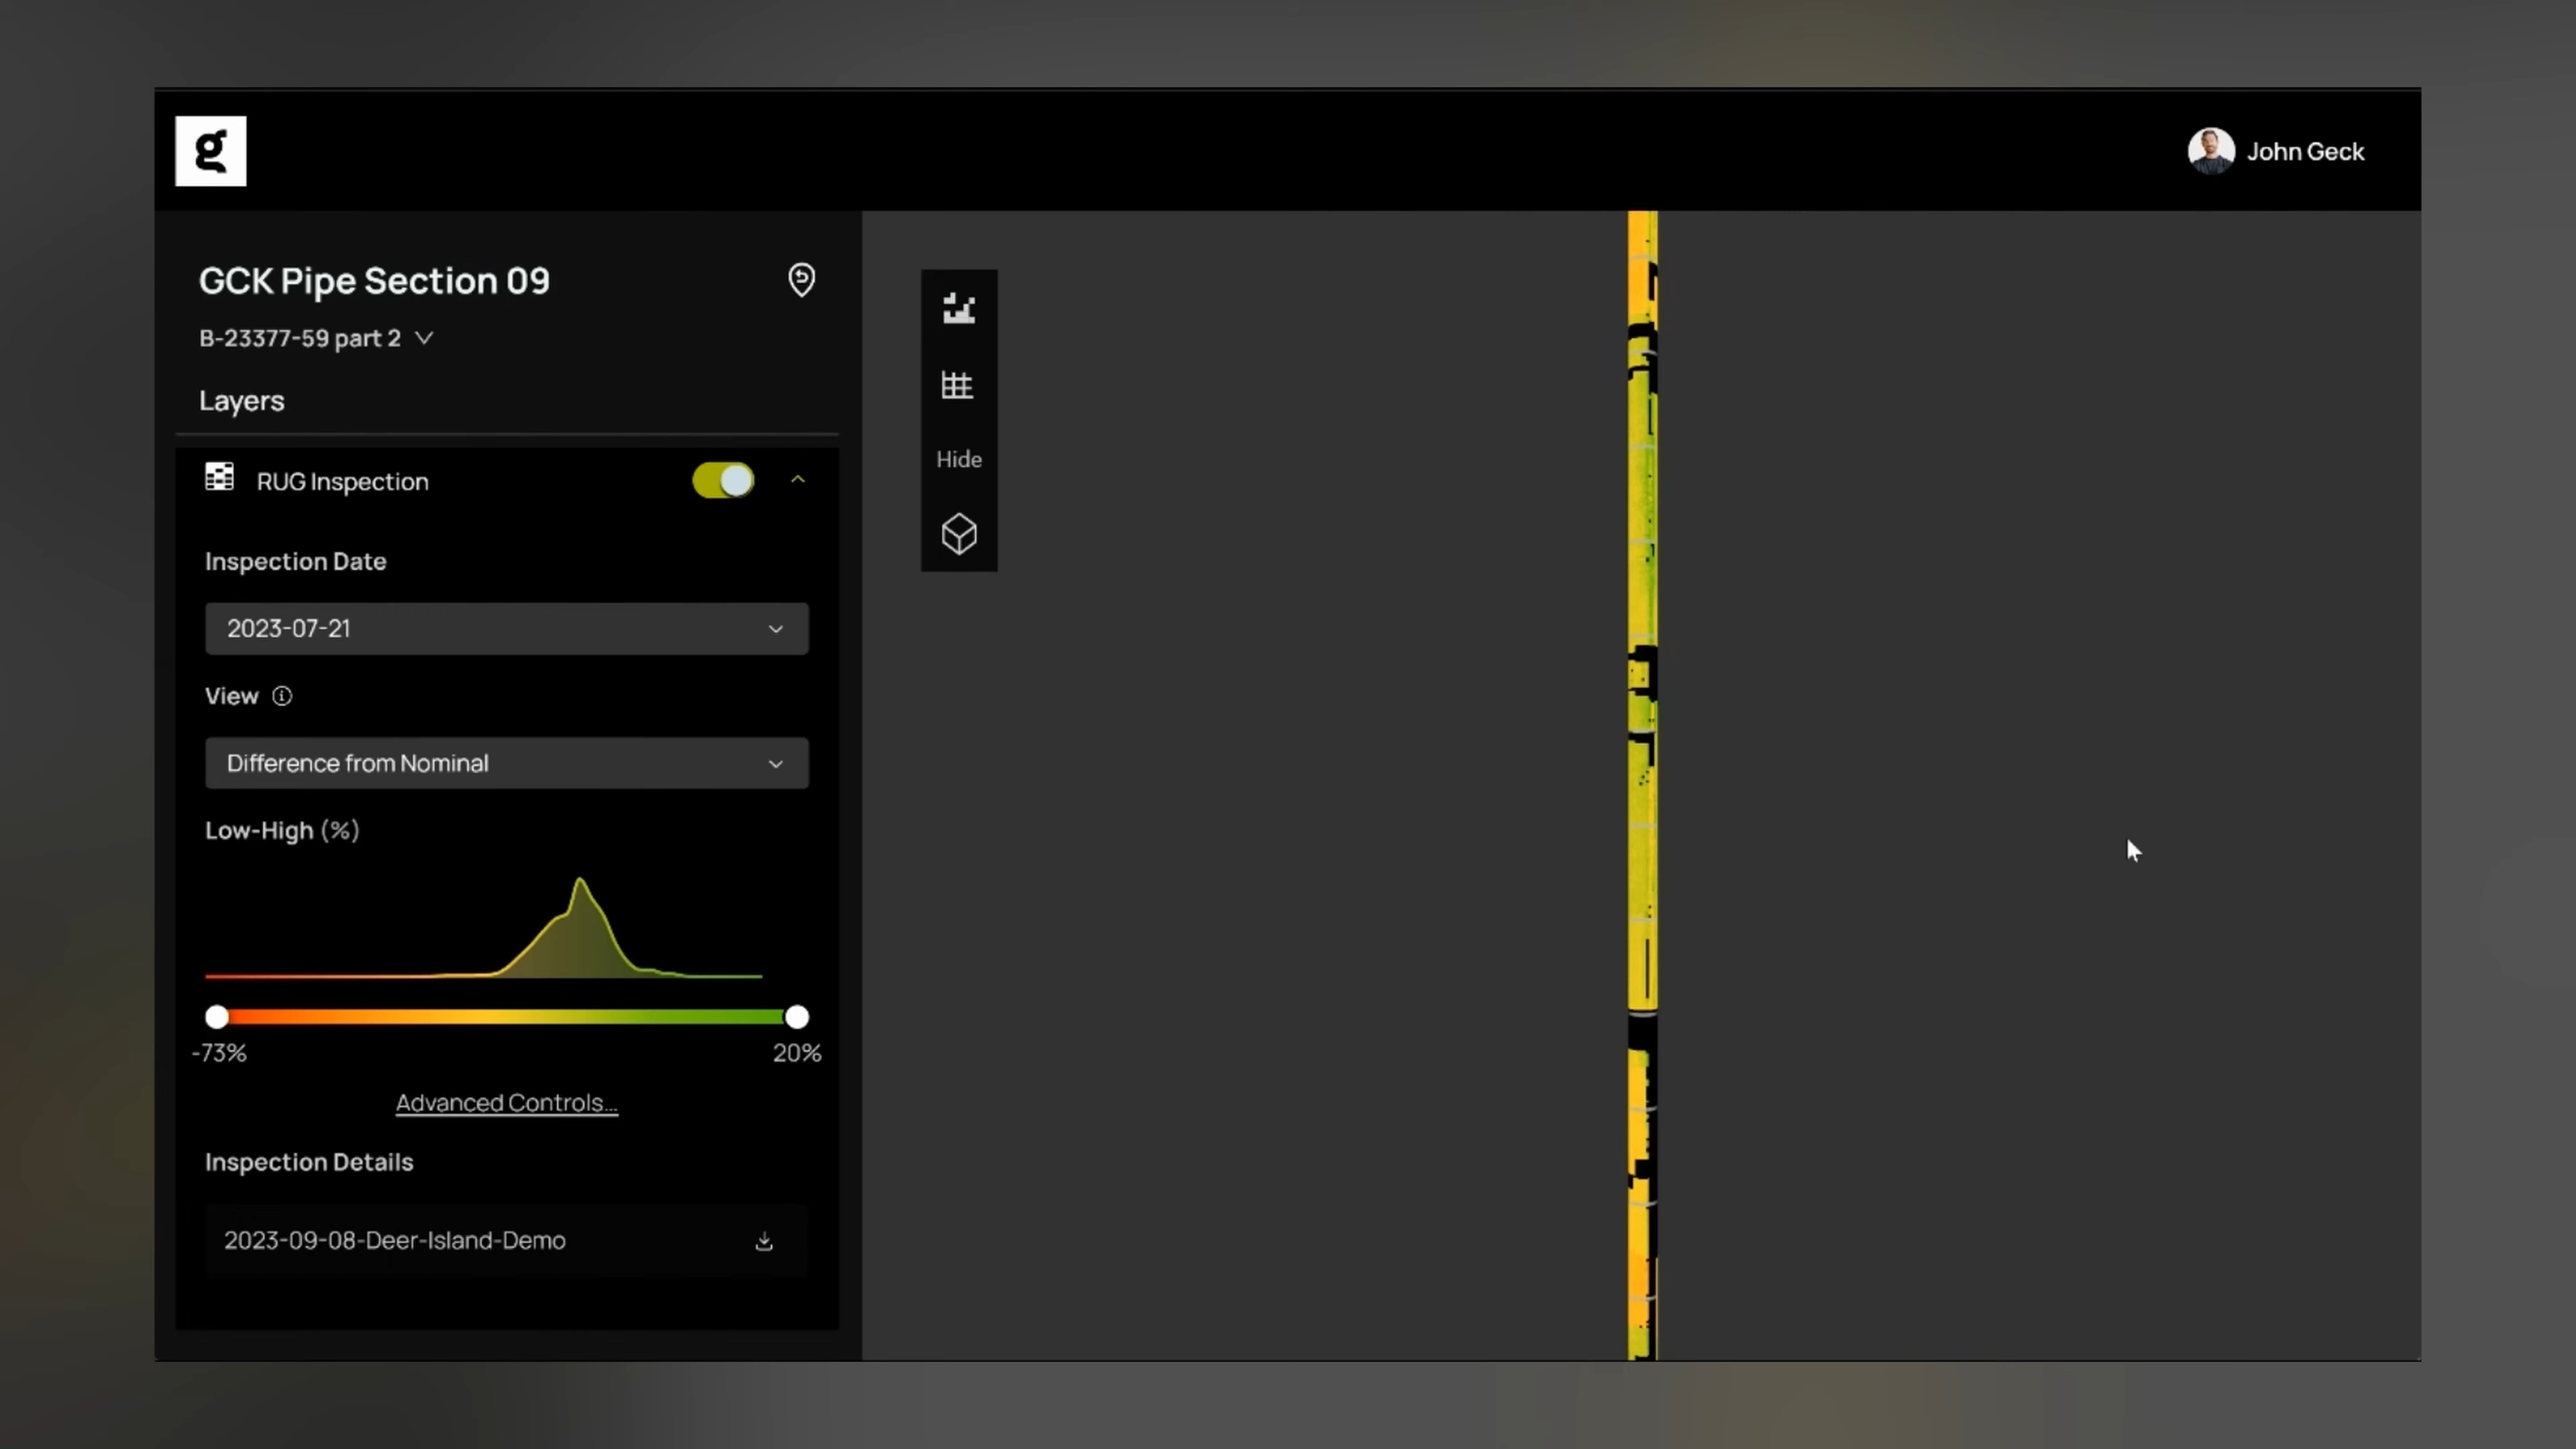 g
John Geck
GCK Pipe Section 09
B-23377-59 part 2
Layers
RUG Inspection
Inspection Date
2023-07-21
View
Difference from Nominal
Low-High (%)
-73%
20%
Advanced Controls...
Inspection Details
2023-09-08-Deer-Island-Demo
Hide